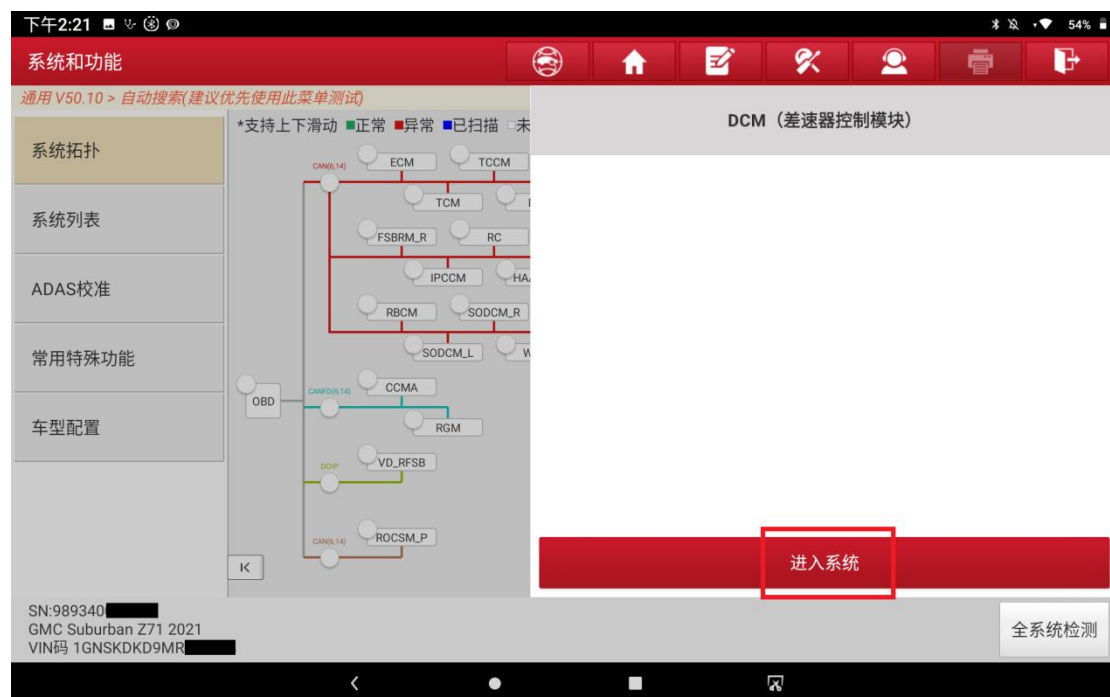 下午2:21
54%
系统和功能
通用 V50.10 > 自动搜索(建议优先使用此菜单测试)
系统拓扑
系统列表
ADAS校准
常用特殊功能
车型配置
*支持上下滑动 ■正常 ■异常 ■已扫描 □未
CAN(6,14)
ECM
TCCM
TCM
FSBRM_R
RC
IPCCM
HA
RBCM
SODCM_R
SODCM_L
W
OBD
CANFD(6,14)
CCMA
RGM
DOIP
VD_RFSB
CAN(6,14)
ROCSM_P
DCM（差速器控制模块）
进入系统
SN:989340
GMC Suburban Z71 2021
VIN码 1GNSKDKD9MR
全系统检测